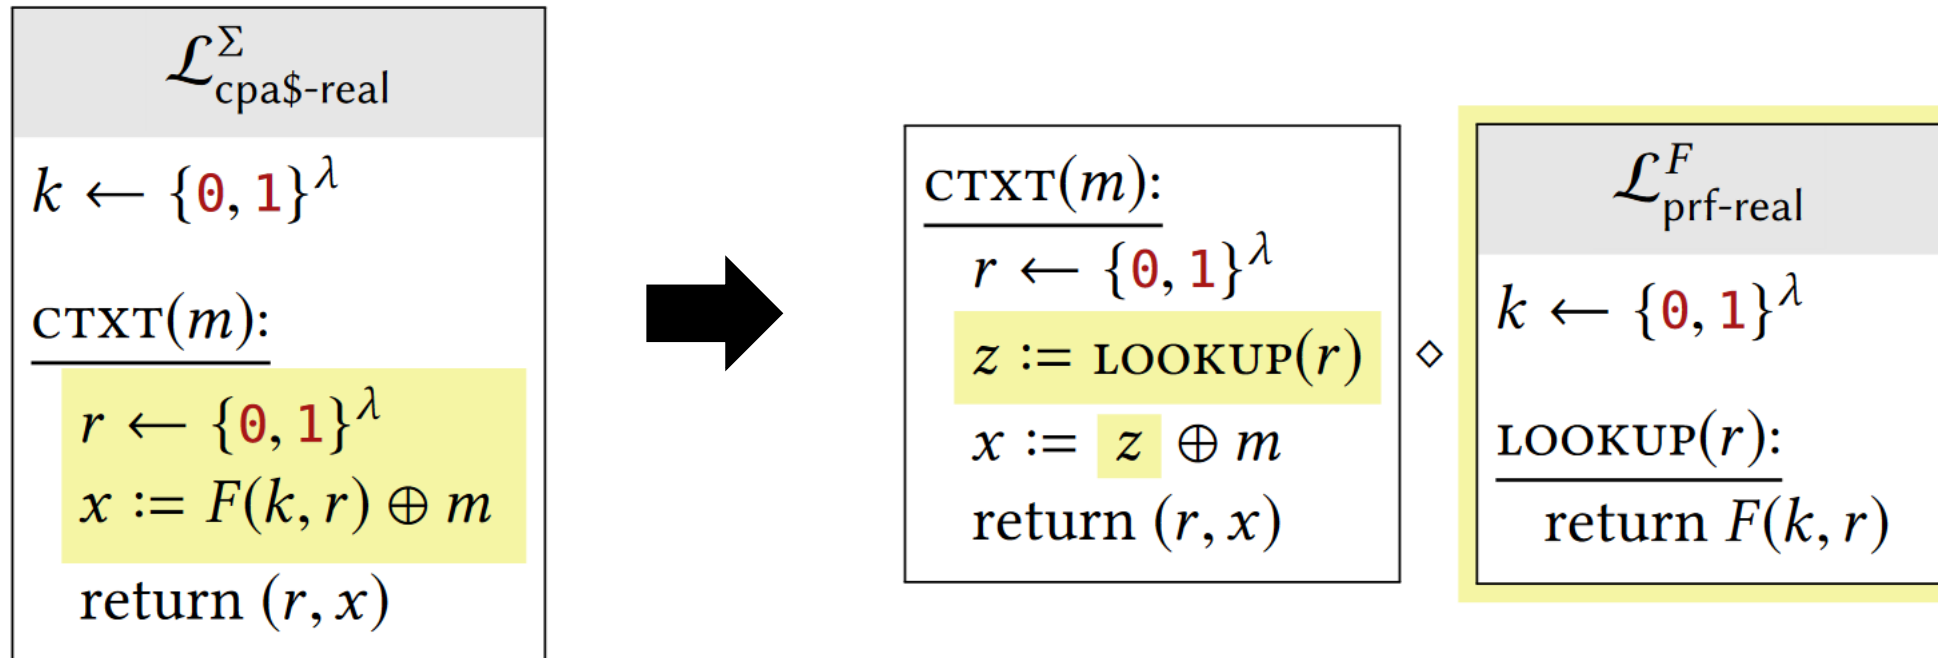 𝓛^Σ_cpa$-real
k ← {0, 1}^λ
CTXT(m):
r ← {0, 1}^λ
x := F(k, r) ⊕ m
return (r, x)
CTXT(m):
r ← {0, 1}^λ
z := LOOKUP(r)
x := z ⊕ m
return (r, x)
⋄
𝓛^F_prf-real
k ← {0, 1}^λ
LOOKUP(r):
return F(k, r)